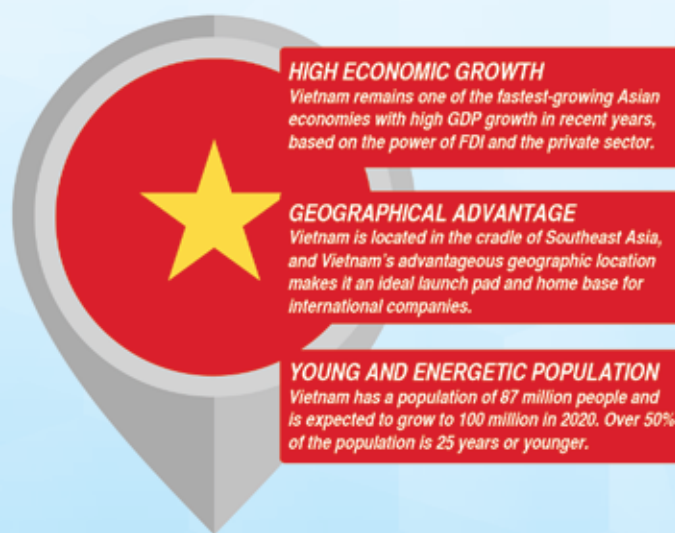 HIGH ECONOMIC GROWTH
Vietnam remains one of the fastest-growing Asian
economies with high GDP growth in recent years,
based on the power of FDI and the private sector.
GEOGRAPHICAL ADVANTAGE
Vietnam is located in the cradle of Southeast Asia,
and Vietnam's advantageous geographic location
makes it an ideal launch pad and home base for
international companies.
YOUNG AND ENERGETIC POPULATION
Vietnam has a population of 87 million people and
is expected to grow to 100 million in 2020. Over 50%
of the population is 25 years or younger.